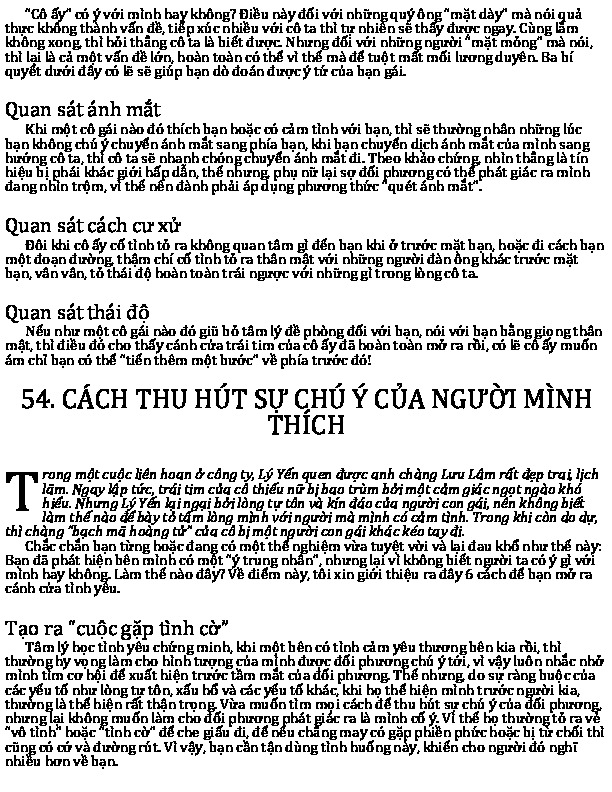 “Cô ấy” có ý với mình hay không? Điều này đối với những quý ông “mặt dày” mà nói quả
thực không thành vấn đề, tiếp xúc nhiều với cô ta thì tự nhiên sẽ thấy được ngay. Cùng lắm
không xong, thì hỏi thẳng cô ta là biết được. Nhưng đối với những người “mặt mỏng” mà nói,
thì lại là cả một vấn đề lớn, hoàn toàn có thể vì thế mà để tuột mất mối lương duyên. Ba bí
quyết dưới đây có lẽ sẽ giúp bạn dò đoán được ý tứ của bạn gái.
Quan sát ánh mắt
Khi một cô gái nào đó thích bạn hoặc có cảm tình với bạn, thì sẽ thường nhân những lúc
bạn không chú ý chuyển ánh mắt sang phía bạn, khi bạn chuyển dịch ánh mắt của mình sang
hướng cô ta, thì cô ta sẽ nhanh chóng chuyển ánh mắt đi. Theo khảo chứng, nhìn thẳng là tín
hiệu bị phái khác giới hấp dẫn, thế nhưng, phụ nữ lại sợ đối phương có thể phát giác ra mình
đang nhìn trộm, vì thế nên đành phải áp dụng phương thức “quét ánh mắt”.
Quan sát cách cư xử
Đôi khi cô ấy cố tình tỏ ra không quan tâm gì đến bạn khi ở trước mặt bạn, hoặc đi cách bạn
một đoạn đường, thậm chí cố tình tỏ ra thân mật với những người đàn ông khác trước mặt
bạn, vân vân, tỏ thái độ hoàn toàn trái ngược với những gì trong lòng cô ta.
Quan sát thái độ
Nếu như một cô gái nào đó giũ bỏ tâm lý đề phòng đối với bạn, nói với bạn bằng giọng thân
mật, thì điều đó cho thấy cánh cửa trái tim của cô ấy đã hoàn toàn mở ra rồi, có lẽ cô ấy muốn
ám chỉ bạn có thể “tiến thêm một bước” về phía trước đó!
54. CÁCH THU HÚT SỰ CHÚ Ý CỦA NGƯỜI MÌNH
THÍCH
Trong một cuộc liên hoan ở công ty, Lý Yến quen được anh chàng Lưu Lâm rất đẹp trai, lịch
lãm. Ngay lập tức, trái tim của cô thiếu nữ bị bao trùm bởi một cảm giác ngọt ngào khó
hiểu. Nhưng Lý Yến lại ngại bởi lòng tự tôn và kín đáo của người con gái, nên không biết
làm thế nào để bày tỏ tấm lòng mình với người mà mình có cảm tình. Trong khi còn do dự,
thì chàng “bạch mã hoàng tử” của cô bị một người con gái khác kéo tay đi.
Chắc chắn bạn từng hoặc đang có một thể nghiệm vừa tuyệt vời và lại đau khổ như thế này:
Bạn đã phát hiện bên mình có một “ý trung nhân”, nhưng lại vì không biết người ta có ý gì với
mình hay không. Làm thế nào đây? Về điểm này, tôi xin giới thiệu ra đây 6 cách để bạn mở ra
cánh cửa tình yêu.
Tạo ra “cuộc gặp tình cờ”
Tâm lý học tình yêu chứng minh, khi một bên có tình cảm yêu thương bên kia rồi, thì
thường hy vọng làm cho hình tượng của mình được đối phương chú ý tới, vì vậy luôn nhắc nhở
mình tìm cơ hội để xuất hiện trước tầm mắt của đối phương. Thế nhưng, do sự ràng buộc của
các yếu tố như lòng tự tôn, xấu hổ và các yếu tố khác, khi họ thể hiện mình trước người kia,
thường là thể hiện rất thận trọng. Vừa muốn tìm mọi cách để thu hút sự chú ý của đối phương,
nhưng lại không muốn làm cho đối phương phát giác ra là mình cố ý. Vì thế họ thường tỏ ra vẻ
“vô tình” hoặc “tình cờ” để che giấu đi, để nếu chẳng may có gặp phiền phức hoặc bị từ chối thì
cũng có cớ và đường rút. Vì vậy, bạn cần tận dùng tình huống này, khiến cho người đó nghĩ
nhiều hơn về bạn.